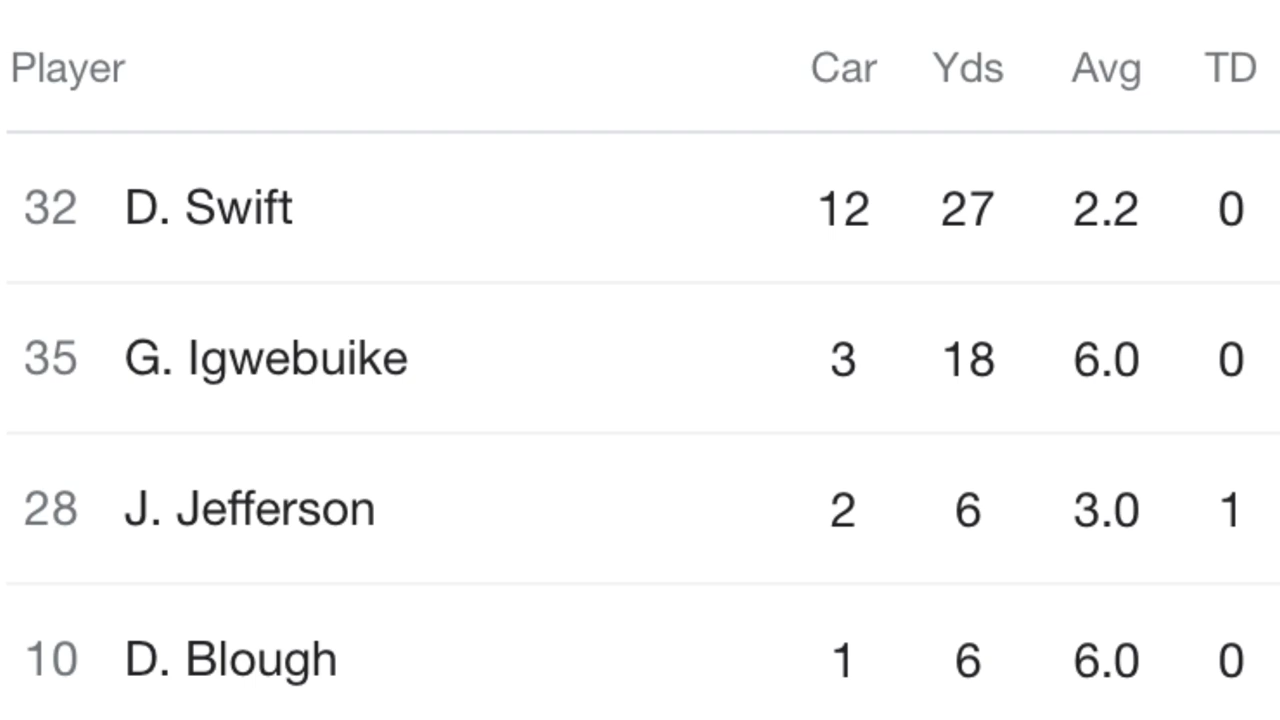 Player Car Yds Avg TD
32 D. Swift 12 27 2.2 0
35 G. Igwebuike 3 18 6.0 0
28 J. Jefferson 2 6 3.0 1
10 D. Blough 1 6 6.0 0